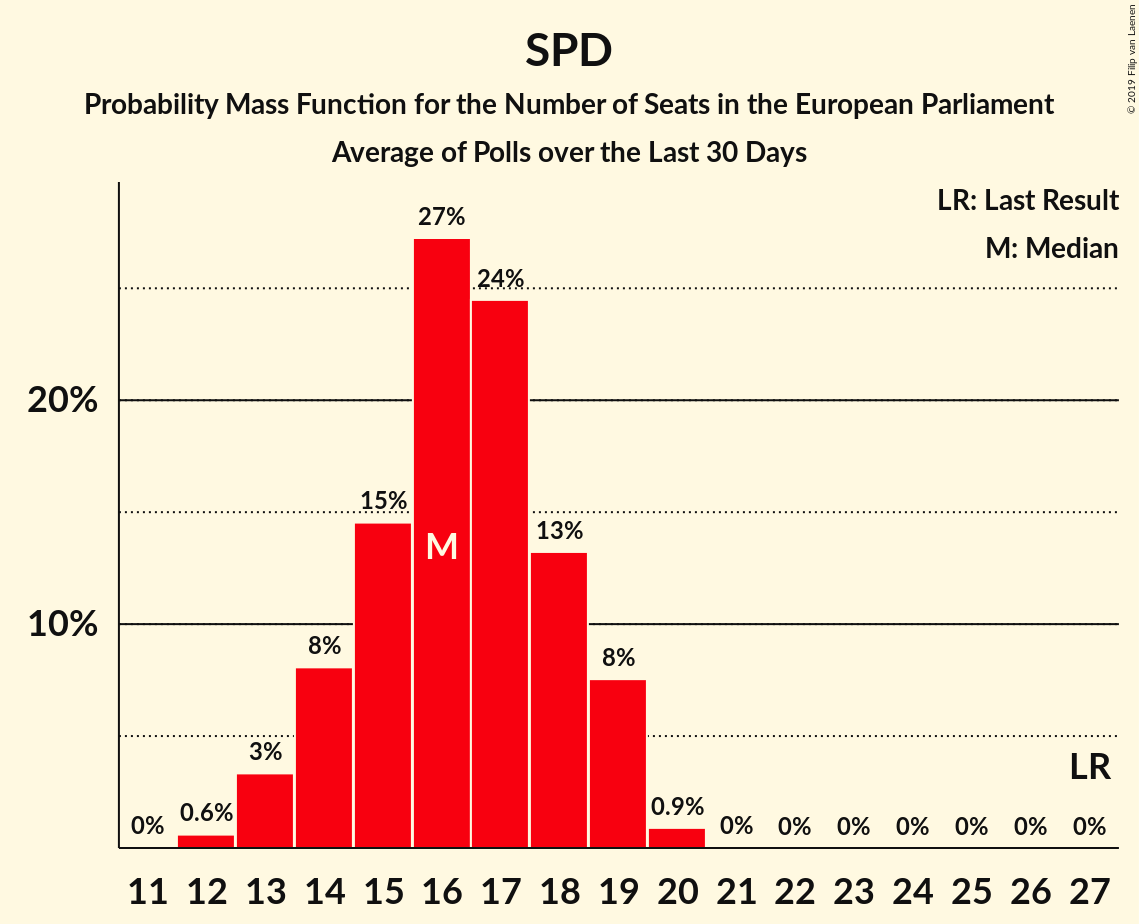 © 2019 Filip van Laenen
SPD
Probability Mass Function for the Number of Seats in the European Parliament
Average of Polls over the Last 30 Days
LR: Last Result
M: Median
27%
24%
20%
15%
13%
M
10%
8%
8%
3%
LR
0.6%
0.9%
0% 0% 0% 0% 0% 0% 0% 0%
11 12 13 14 15 16 17 18 19 20 21 22 23 24 25 26 27